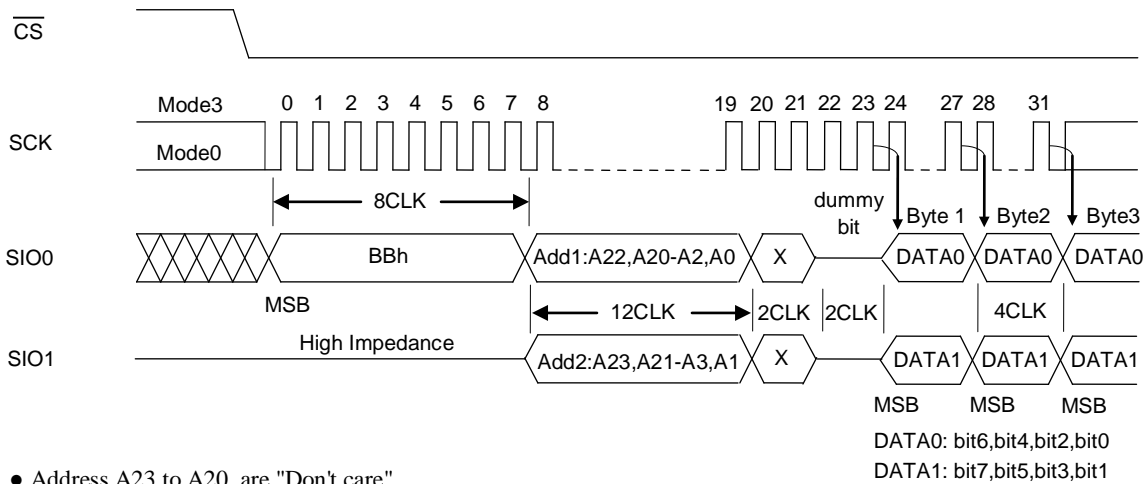 CS
Mode3 0 1 2 3 4 5 6 7 8 19 20 21 22 23 24 27 28 31
SCK
Mode0
8CLK
dummy
bit
Byte 1 Byte2 Byte3
SIO0 BBh Add1:A22,A20-A2,A0 X DATA0 DATA0 DATA0
MSB
12CLK 2CLK 2CLK 4CLK
High Impedance
SIO1 Add2:A23,A21-A3,A1 X DATA1 DATA1 DATA1
MSB MSB MSB
DATA0: bit6,bit4,bit2,bit0
DATA1: bit7,bit5,bit3,bit1
● Address A23 to A20 are "Don't care"